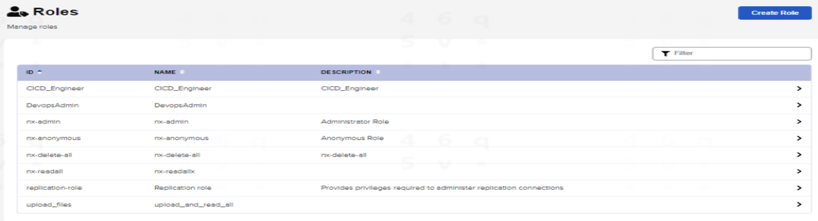 Roles
Create Role
Manage roles
Filter
ID NAME DESCRIPTION
CICD_Engineer CICD_Engineer CICD_Engineer
DevopsAdmin DevopsAdmin
nx-admin nx-admin Administrator Role
nx-anonymous nx-anonymous Anonymous Role
nx-delete-all nx-delete-all nx-delete-all
nx-readall nx-readallx
replication-role Replication role Provides privileges required to administer replication connections
upload_files upload_and_read_all